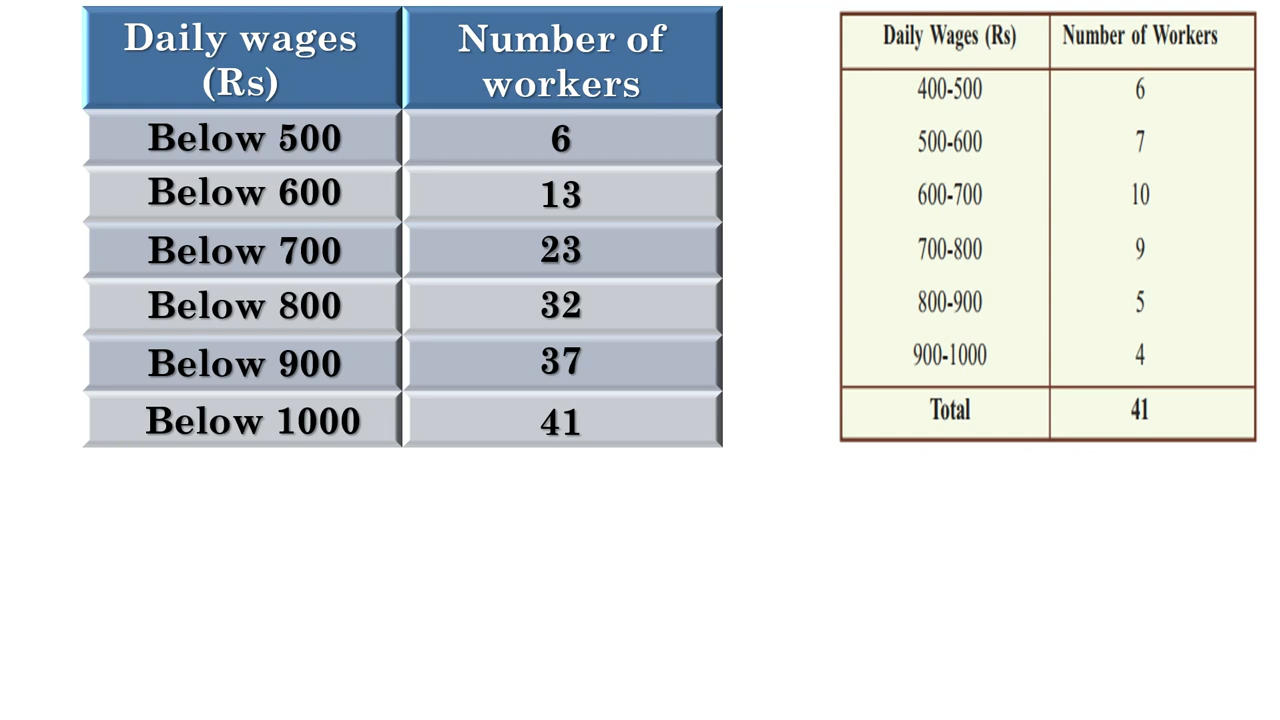 Daily wages (Rs) Number of workers
Below 500 6
Below 600 13
Below 700 23
Below 800 32
Below 900 37
Below 1000 41
Daily Wages (Rs) Number of Workers
400-500 6
500-600 7
600-700 10
700-800 9
800-900 5
900-1000 4
Total 41